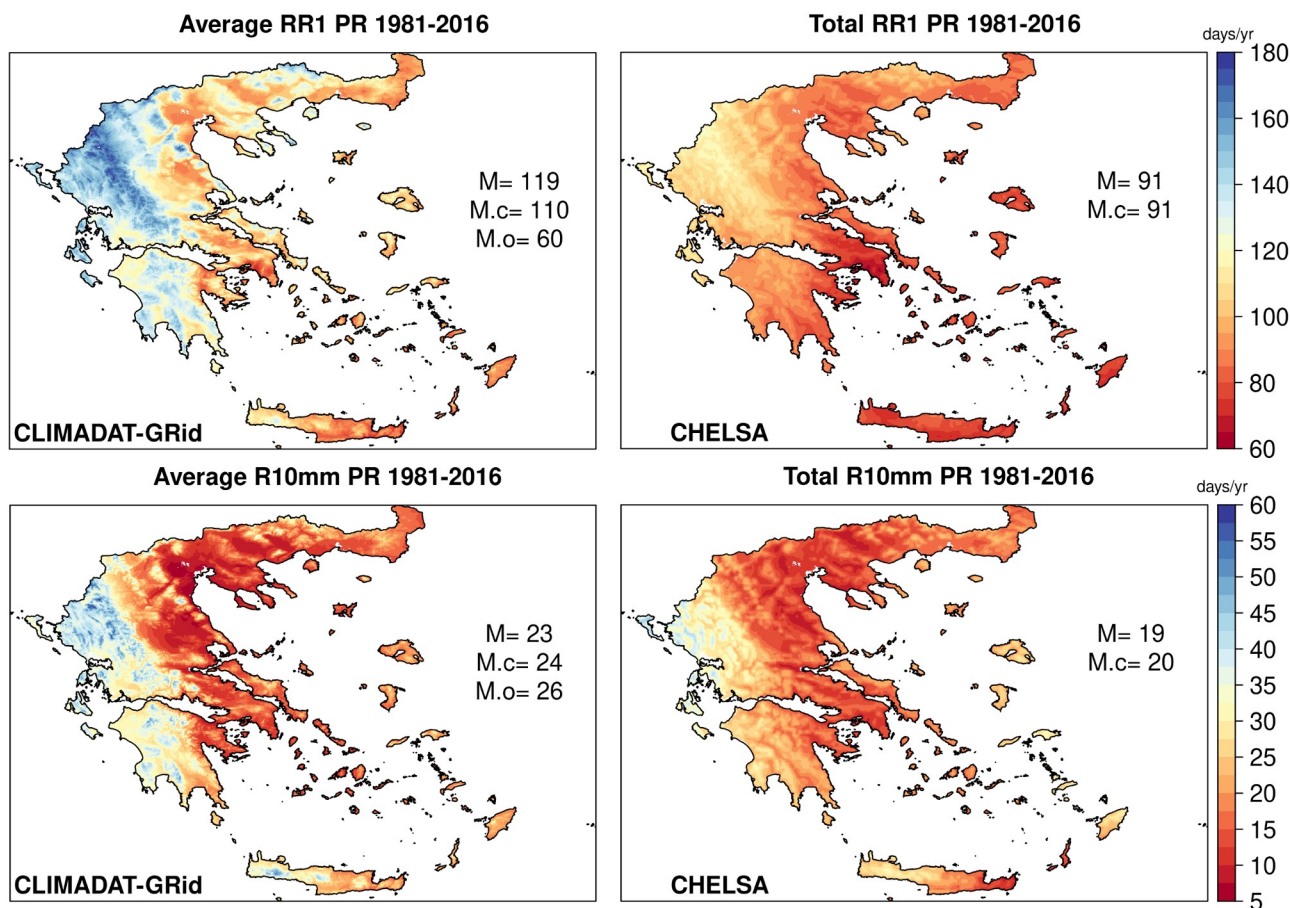 Average RR1 PR 1981-2016
Total RR1 PR 1981-2016
days/yr
M= 119
M.c= 110
M.o= 60
M= 91
M.c= 91
180
160
140
120
100
80
60
CLIMADAT-GRid
CHELSA
Average R10mm PR 1981-2016
Total R10mm PR 1981-2016
days/yr
M= 23
M.c= 24
M.o= 26
M= 19
M.c= 20
60
55
50
45
40
35
30
25
20
15
10
5
CLIMADAT-GRid
CHELSA